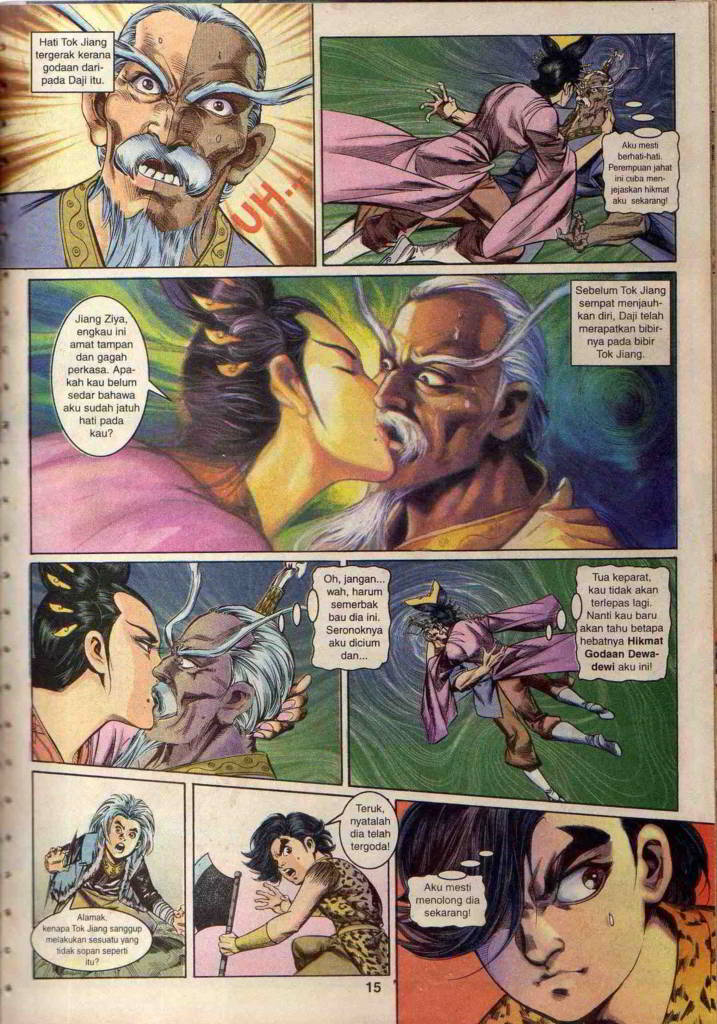 Hati Tok Jiang
tergerak kerana
godaan dari-
pada Daji itu.
UH...
Aku mesti
berhati-hati.
Perempuan jahat
ini cuba men-
jejaskan hikmat
aku sekarang!
Jiang Ziya,
engkau ini
amat tampan
dan gagah
perkasa. Apa-
kah kau belum
sedar bahawa
aku sudah jatuh
hati pada
kau?
Sebelum Tok Jiang
sempat menjauh-
kan diri, Daji telah
merapatkan bibir-
nya pada bibir
Tok Jiang.
Oh, jangan...
wah, harum
semerbak
bau dia ini.
Seronoknya
aku dicium
dan...
Tua keparat,
kau tidak akan
terlepas lagi.
Nanti kau baru
akan tahu betapa
hebatnya Hikmat
Godaan Dewa-
dewi aku ini!
Alamak,
kenapa Tok Jiang sanggup
melakukan sesuatu yang
tidak sopan seperti
itu?
Teruk,
nyatalah
dia telah
tergoda!
Aku mesti
menolong dia
sekarang!
15